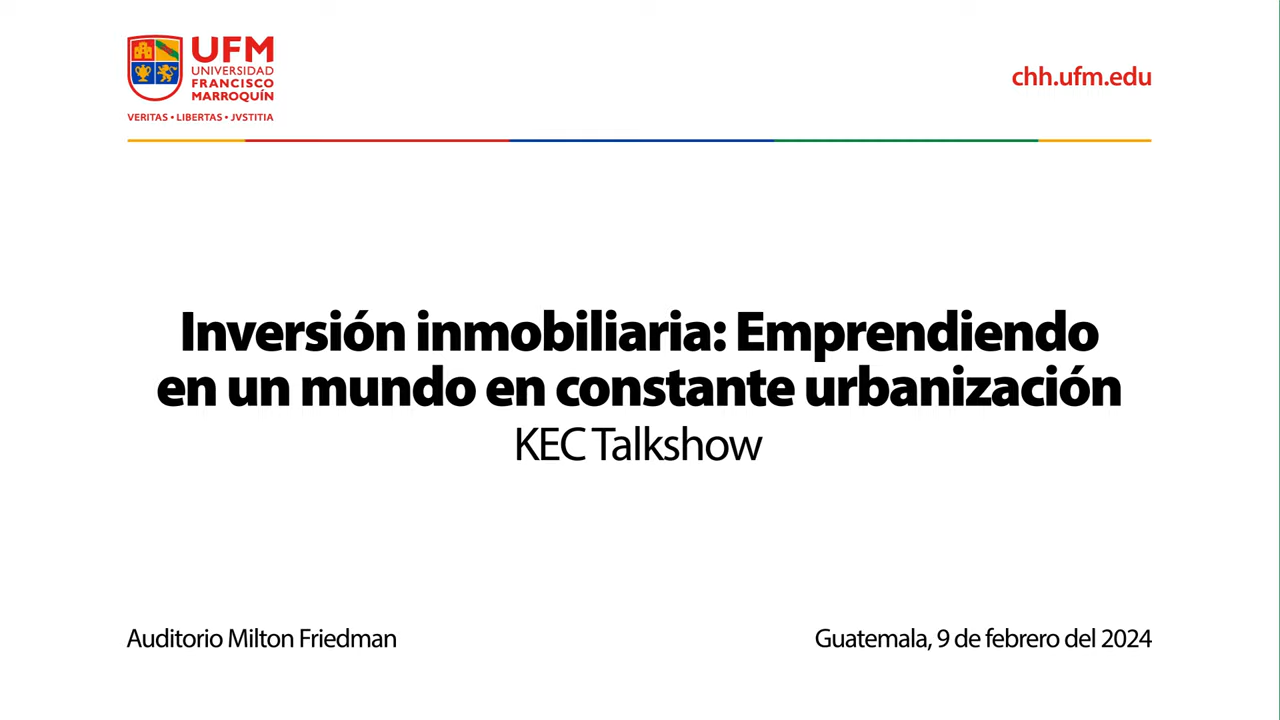 UFM
UNIVERSIDAD
FRANCISCO
MARROQUÍN
VERITAS • LIBERTAS • JVSTITIA
chh.ufm.edu
Inversión inmobiliaria: Emprendiendo
en un mundo en constante urbanización
KEC Talkshow
Auditorio Milton Friedman
Guatemala, 9 de febrero del 2024